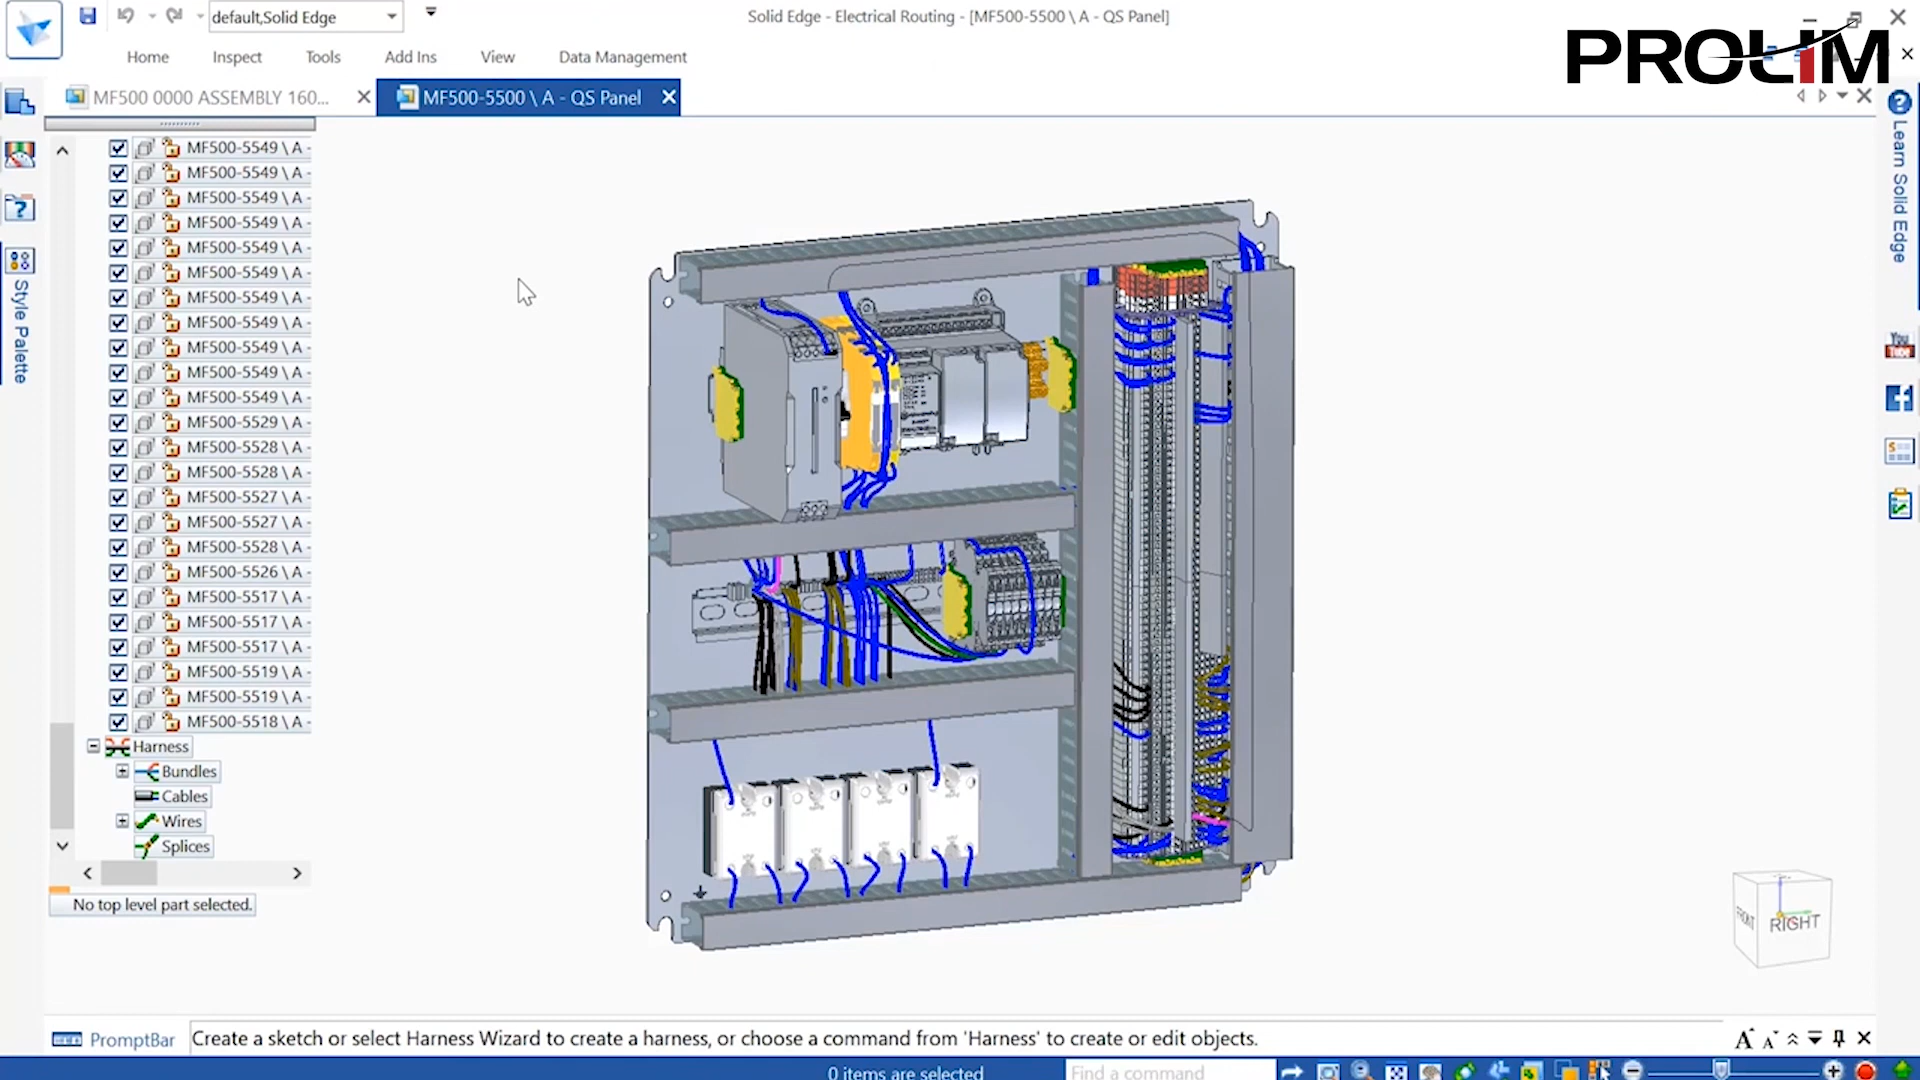 default,Solid Edge
Solid Edge - Electrical Routing - [MF500-5500 \ A - QS Panel]
PROLIM
Home
Inspect
Tools
Add Ins
View
Data Management
MF500 0000 ASSEMBLY 160...
MF500-5500 \ A - QS Panel
Learn Solid Edge
Style Palette
MF500-5549 \ A -
MF500-5549 \ A -
MF500-5549 \ A -
MF500-5549 \ A -
MF500-5549 \ A -
MF500-5549 \ A -
MF500-5549 \ A -
MF500-5549 \ A -
MF500-5549 \ A -
MF500-5549 \ A -
MF500-5549 \ A -
MF500-5529 \ A -
MF500-5528 \ A -
MF500-5528 \ A -
MF500-5527 \ A -
MF500-5527 \ A -
MF500-5528 \ A -
MF500-5526 \ A -
MF500-5517 \ A -
MF500-5517 \ A -
MF500-5517 \ A -
MF500-5519 \ A -
MF500-5519 \ A -
MF500-5518 \ A -
Harness
Bundles
Cables
Wires
Splices
No top level part selected.
You
Tube
FRONT
RIGHT
PromptBar
Create a sketch or select Harness Wizard to create a harness, or choose a command from 'Harness' to create or edit objects.
0 items are selected
Find a command